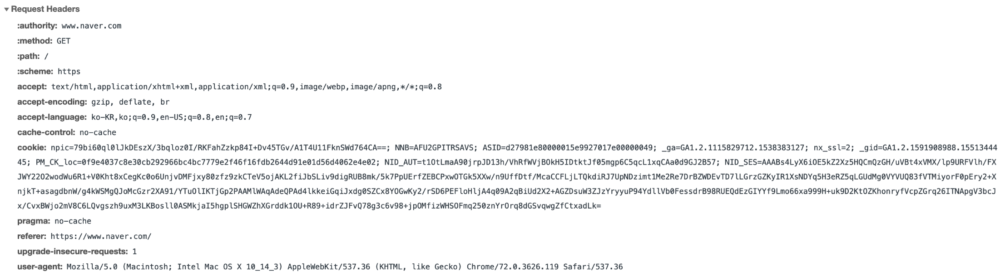 Request Headers
:authority: www.naver.com
:method: GET
:path: /
:scheme: https
accept: text/html,application/xhtml+xml,application/xml;q=0.9,image/webp,image/apng,*/*;q=0.8
accept-encoding: gzip, deflate, br
accept-language: ko-KR,ko;q=0.9,en-US;q=0.8,en;q=0.7
cache-control: no-cache
cookie: npic=79bi60ql0lJkDEszX/3bqloz0I/RKFahZzkp84I+Dv45TGv/A1T4U11FknSWd764CA==; NNB=AFU2GPITRSAVS; ASID=d27981e80000015e9927017e00000049; _ga=GA1.2.1115829712.1538383127; nx_ssl=2; _gid=GA1.2.1591908988.15513444
45; PM_CK_loc=0f9e4037c8e30cb292966bc4bc7779e2f46f16fdb2644d91e01d56d4062e4e02; NID_AUT=t1OtLmaA90jrpJD13h/VhRfWVjBOkH5IDtktJf05mgp6C5qcL1xqCAa0d9GJ2B57; NID_SES=AAABs4LyX6iOE5kZ2Xz5HQCmQzGH/uVBt4xVMX/lp9URFVlh/FX
JWY22O2wodWu6R1+V0Kht8xCegKc0o6UnjvDMFjxy80zfz9zkCTeV5ojAKL2fiJbSLiv9digRUB8mk/5k7PpUErfZEBCPxwOTGk5XXw/n9UffDtf/McaCCFLjLTQkdiRJ7UpNDzimt1Me2Re7DrBZWDEvTD7lLGrzGZKyIR1XsNDYq5H3eRZ5qLGUdMg0VYVUQ83fVTMiyorF0pEry2+X
njkT+asagdbnW/g4kWSMgQJoMcGzr2XA91/YTuOlIKTjGp2PAAMlWAqAdeQPAd4lkkeiGqiJxdg0SZCx8YOGwKy2/rSD6PEFloHljA4q09A2qBiUd2X2+AGZDsuW3ZJzYryyuP94YdllVb0FessdrB98RUEQdEzGIYYf9Lmo66xa999H+uk9D2KtOZKhonryfVcpZGrq26ITNApgV3bcJ
x/CvxBWjo2mV8C6LQvgszh9uxM3LKBosll0ASMkjaI5hgplSHGWZhXGrddk1OU+R89+idrZJFvQ78g3c6v98+jpOMfizWHSOFmq250znYrOrq8dGSvqwgZfCtxadLk=
pragma: no-cache
referer: https://www.naver.com/
upgrade-insecure-requests: 1
user-agent: Mozilla/5.0 (Macintosh; Intel Mac OS X 10_14_3) AppleWebKit/537.36 (KHTML, like Gecko) Chrome/72.0.3626.119 Safari/537.36